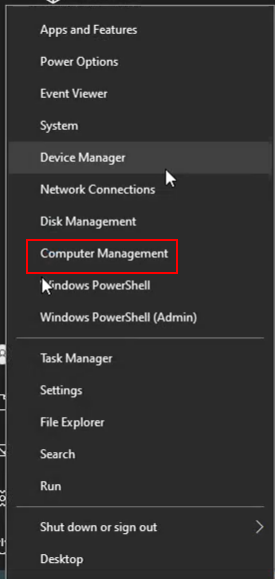 Apps and Features
Power Options
Event Viewer
System
Device Manager
Network Connections
Disk Management
Computer Management
Windows PowerShell
Windows PowerShell (Admin)
Task Manager
Settings
File Explorer
Search
Run
Shut down or sign out
Desktop